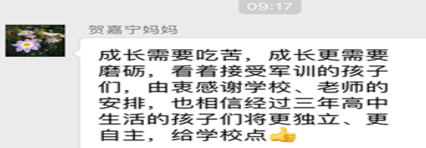 09:17
贺嘉宁妈妈
成长需要吃苦，成长更需要
磨砺，看着接受军训的孩子
们，由衷感谢学校、老师的
安排，也相信经过三年高中
生活的孩子们将更独立、更
自主，给学校点👍